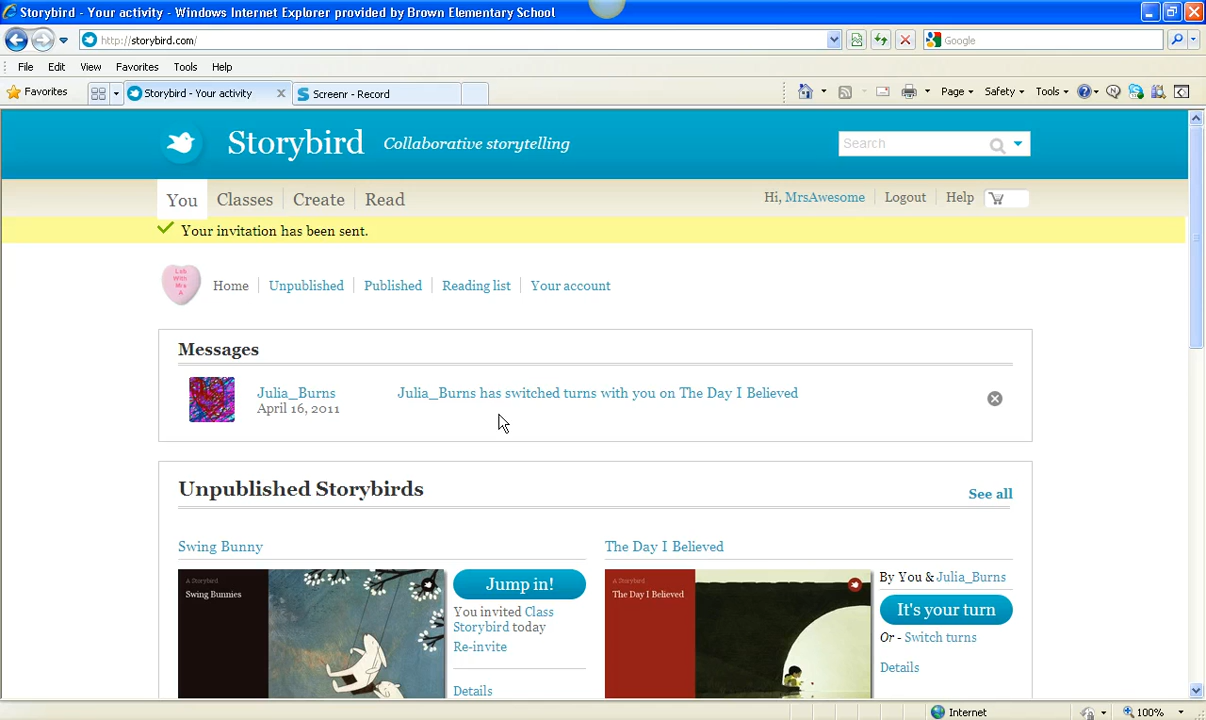 Storybird - Your activity - Windows Internet Explorer provided by Brown Elementary School
http://storybird.com/
Google
File Edit View Favorites Tools Help
Favorites
Storybird - Your activity
Screenr - Record
Page
Safety
Tools
Storybird
Collaborative storytelling
Search
You
Classes
Create
Read
Hi, MrsAwesome
Logout
Help
Your invitation has been sent.
Lub
With
Mrs
A
Home
Unpublished
Published
Reading list
Your account
Messages
Julia_Burns
Julia_Burns has switched turns with you on The Day I Believed
April 16, 2011
Unpublished Storybirds
See all
Swing Bunny
The Day I Believed
A Storybird
Swing Bunnies
Jump in!
You invited Class
Storybird today
Re-invite
Details
A Storybird
The Day I Believed
By You & Julia_Burns
It's your turn
Or - Switch turns
Details
Internet
100%